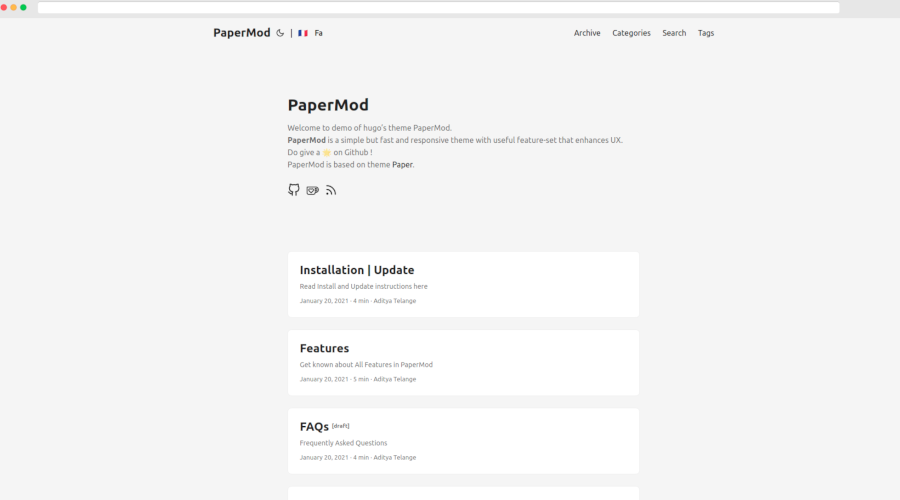 PaperMod | Fa
Archive Categories Search Tags
PaperMod
Welcome to demo of hugo's theme PaperMod.
PaperMod is a simple but fast and responsive theme with useful feature-set that enhances UX.
Do give a ⭐ on Github !
PaperMod is based on theme Paper.
Installation | Update
Read Install and Update instructions here
January 20, 2021 · 4 min · Aditya Telange
Features
Get known about All Features in PaperMod
January 20, 2021 · 5 min · Aditya Telange
FAQs [draft]
Frequently Asked Questions
January 20, 2021 · 4 min · Aditya Telange